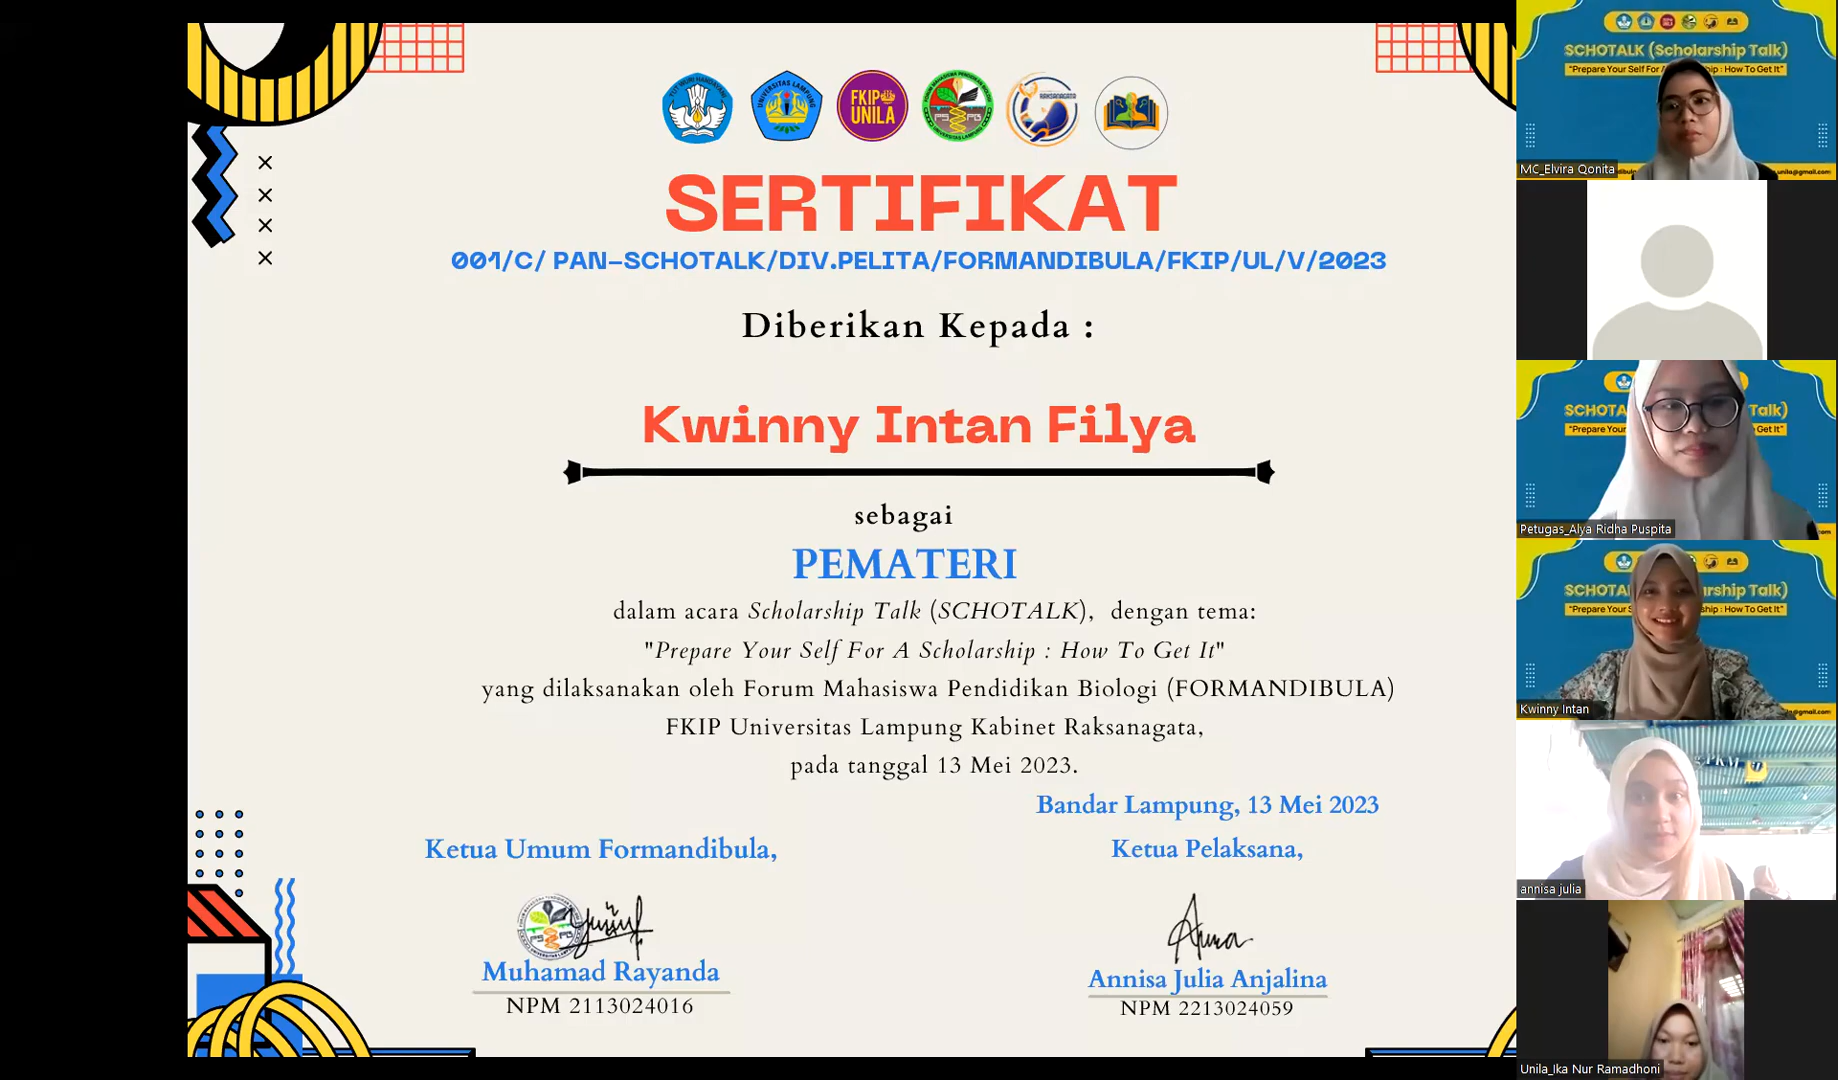 FKIP
UNILA
RAKSANAGATA
SERTIFIKAT
001/C/ PAN-SCHOTALK/DIV.PELITA/FORMANDIBULA/FKIP/UL/V/2023
Diberikan Kepada :
Kwinny Intan Filya
sebagai
PEMATERI
dalam acara Scholarship Talk (SCHOTALK), dengan tema:
"Prepare Your Self For A Scholarship : How To Get It"
yang dilaksanakan oleh Forum Mahasiswa Pendidikan Biologi (FORMANDIBULA)
FKIP Universitas Lampung Kabinet Raksanagata,
pada tanggal 13 Mei 2023.
Bandar Lampung, 13 Mei 2023
Ketua Umum Formandibula,
Ketua Pelaksana,
Muhamad Rayanda
NPM 2113024016
Annisa Julia Anjalina
NPM 2213024059
SCHOTALK (Scholarship Talk)
MC_Elvira Qonita
Petugas_Alya Ridha Puspita
Kwinny Intan
annisa julia
Unila_Ika Nur Ramadhoni